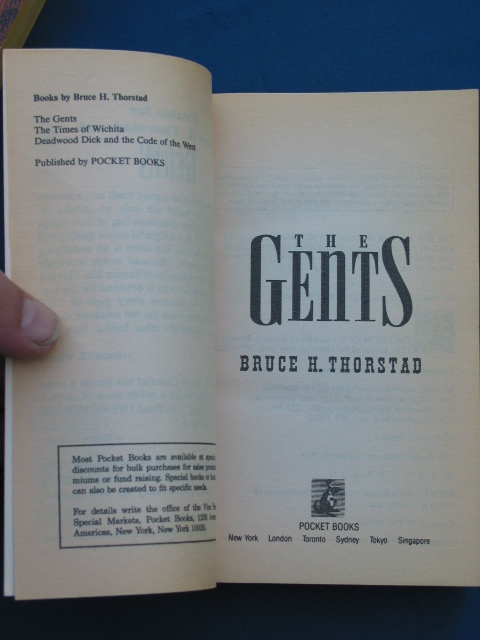 Books by Bruce H. Thorstad
The Gents
The Times of Wichita
Deadwood Dick and the Code of the West
Published by POCKET BOOKS
Most Pocket Books are available at
discounts for bulk purchases for sales
miums or fund raising. Special books or
can also be created to fit specific needs.
For details write the office of the Vice
Special Markets, Pocket Books, 1230
Americas, New York, New York 10020.
THE
GENTS
BRUCE H. THORSTAD
POCKET BOOKS
New York London Toronto Sydney Tokyo Singapore